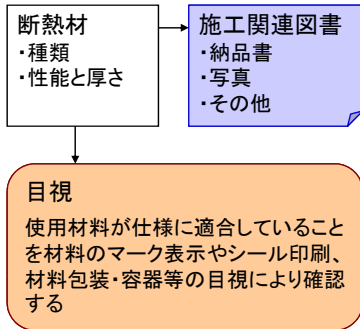 断熱材
・種類
・性能と厚さ
施工関連図書
・納品書
・写真
・その他
目視
使用材料が仕様に適合していること
を材料のマーク表示やシール印刷、
材料包装・容器等の目視により確認
する